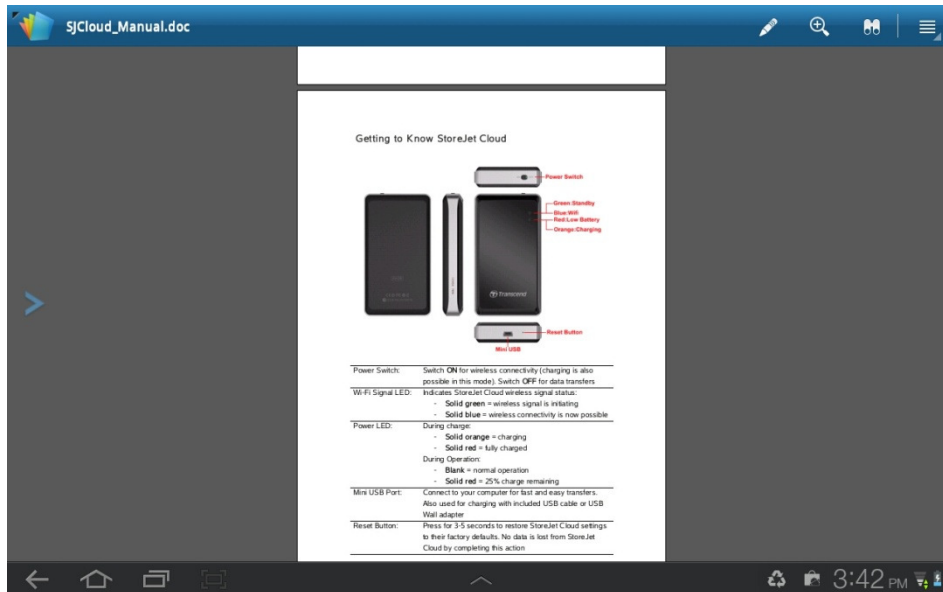 SJCloud_Manual.doc
Getting to Know StoreJet Cloud
Power Switch
Green:Standby
Blue:Wifi
Red:Low Battery
Orange:Charging
Transcend
Reset Button
Mini USB
Power Switch: Switch ON for wireless connectivity (charging is also
possible in this mode). Switch OFF for data transfers
Wi-Fi Signal LED: Indicates StoreJet Cloud wireless signal status:
- Solid green = wireless signal is initiating
- Solid blue = wireless connectivity is now possible
Power LED: During charge:
- Solid orange = charging
- Solid red = fully charged
During Operation:
- Blank = normal operation
- Solid red = 25% charge remaining
Mini USB Port: Connect to your computer for fast and easy transfers.
Also used for charging with included USB cable or USB
Wall adapter
Reset Button: Press for 3-5 seconds to restore StoreJet Cloud settings
to their factory defaults. No data is lost from StoreJet
Cloud by completing this action
3:42 PM